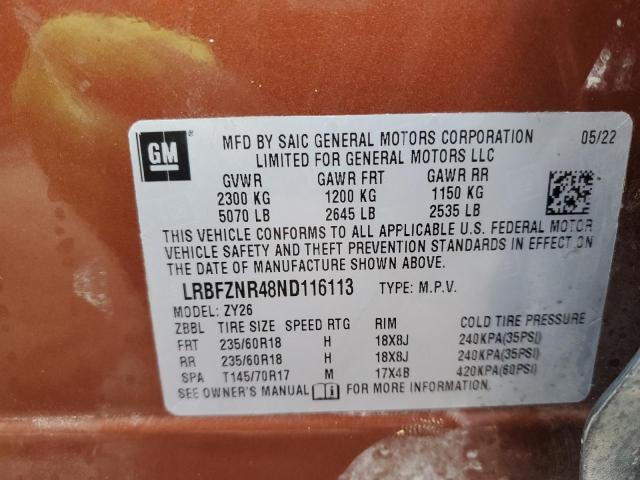 GM ® MFD BY SAIC GENERAL MOTORS CORPORATION 05/22
LIMITED FOR GENERAL MOTORS LLC
GVWR GAWR FRT GAWR RR
2300 KG 1200 KG 1150 KG
5070 LB 2645 LB 2535 LB
THIS VEHICLE CONFORMS TO ALL APPLICABLE U.S. FEDERAL MOTOR
VEHICLE SAFETY AND THEFT PREVENTION STANDARDS IN EFFECT ON
THE DATE OF MANUFACTURE SHOWN ABOVE.
LRBFZNR48ND116113 TYPE: M.P.V.
MODEL: ZY26
ZBBL TIRE SIZE SPEED RTG RIM COLD TIRE PRESSURE
FRT 235/60R18 H 18X8J 240KPA(35PSI)
RR 235/60R18 H 18X8J 240KPA(35PSI)
SPA T145/70R17 M 17X4B 420KPA(60PSI)
SEE OWNER'S MANUAL i FOR MORE INFORMATION.